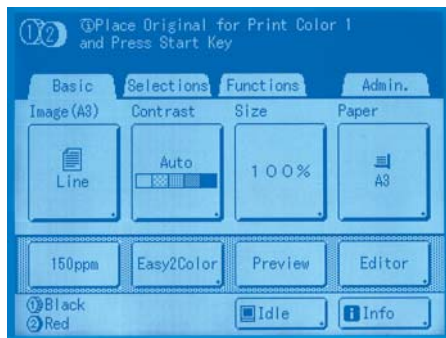 ①② ①Place Original for Print Color 1
and Press Start Key
Basic Selections Functions Admin.
Image(A3) Contrast Size Paper
Line Auto 100% A3
150ppm Easy2Color Preview Editor
①Black
②Red
Idle Info